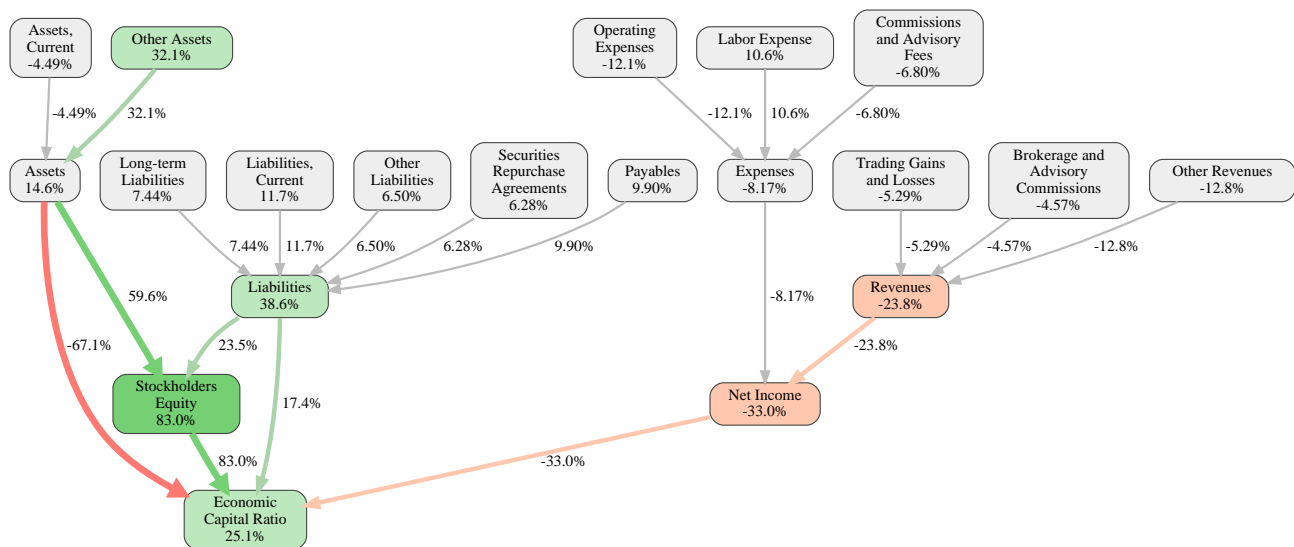 Assets,
Current
-4.49%
Other Assets
32.1%
Operating
Expenses
-12.1%
Labor Expense
10.6%
Commissions
and Advisory
Fees
-6.80%
-4.49%
32.1%
-12.1%
10.6%
-6.80%
Assets
14.6%
Long-term
Liabilities
7.44%
Liabilities,
Current
11.7%
Other
Liabilities
6.50%
Securities
Repurchase
Agreements
6.28%
Payables
9.90%
Expenses
-8.17%
Trading Gains
and Losses
-5.29%
Brokerage and
Advisory
Commissions
-4.57%
Other Revenues
-12.8%
7.44%
11.7%
6.50%
6.28%
9.90%
-5.29%
-4.57%
-12.8%
59.6%
Liabilities
38.6%
-8.17%
Revenues
-23.8%
-67.1%
23.5%
-23.8%
Stockholders
Equity
83.0%
17.4%
Net Income
-33.0%
83.0%
-33.0%
Economic
Capital Ratio
25.1%